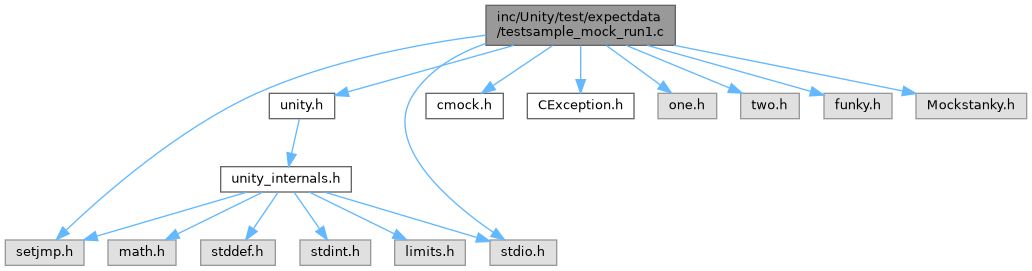 inc/Unity/test/expectdata
/testsample_mock_run1.c
unity.h
cmock.h
CException.h
one.h
two.h
funky.h
Mockstanky.h
unity_internals.h
setjmp.h
math.h
stddef.h
stdint.h
limits.h
stdio.h